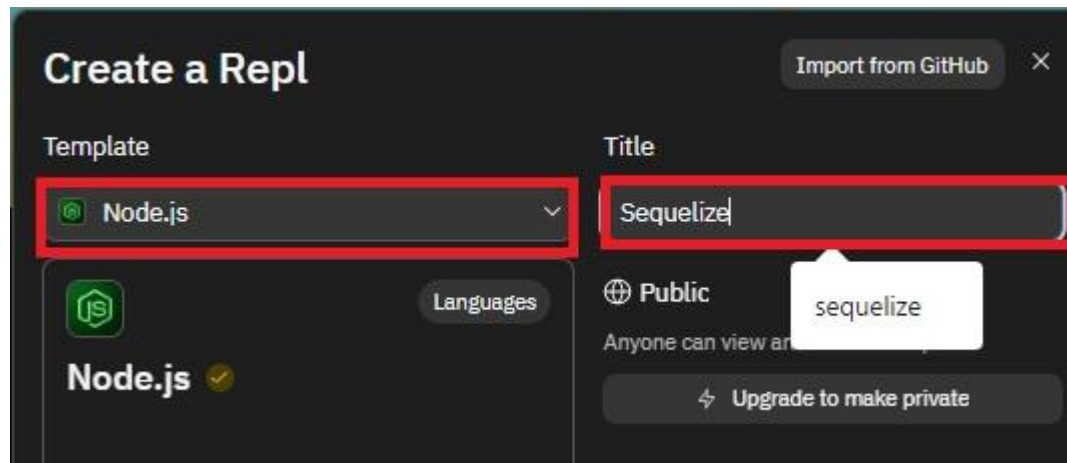 Create a Repl
Import from GitHub
Template
Title
Node.js
Sequelize
JS
Languages
Node.js
Public
sequelize
Anyone can view
Upgrade to make private